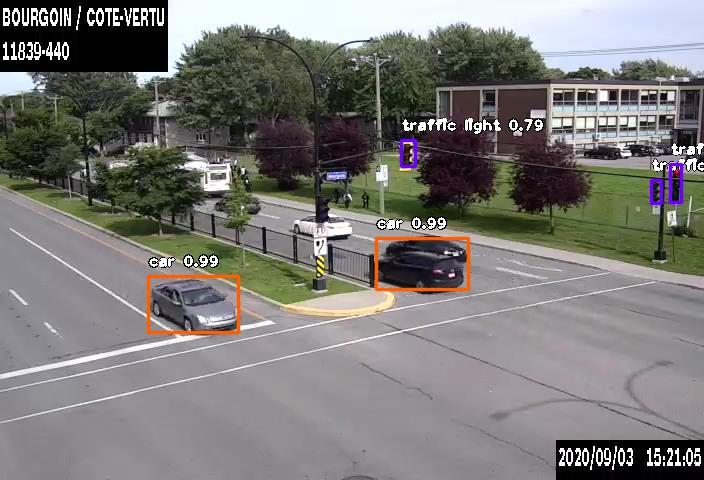 BOURGOIN / COTE-VERTU
11839-440
traffic light 0.79
traff
traffic
car 0.99
car 0.99
2020/09/03 15:21:05